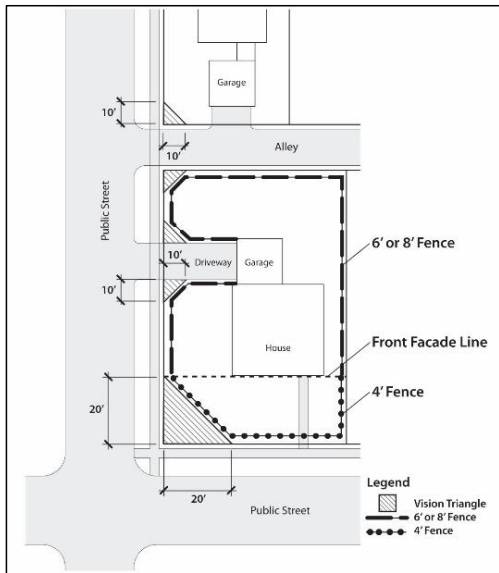 Garage
10'
10'
Alley
Public Street
10'
Driveway
Garage
6' or 8' Fence
10'
House
Front Facade Line
4' Fence
20'
20'
Public Street
Legend
Vision Triangle
6' or 8' Fence
4' Fence